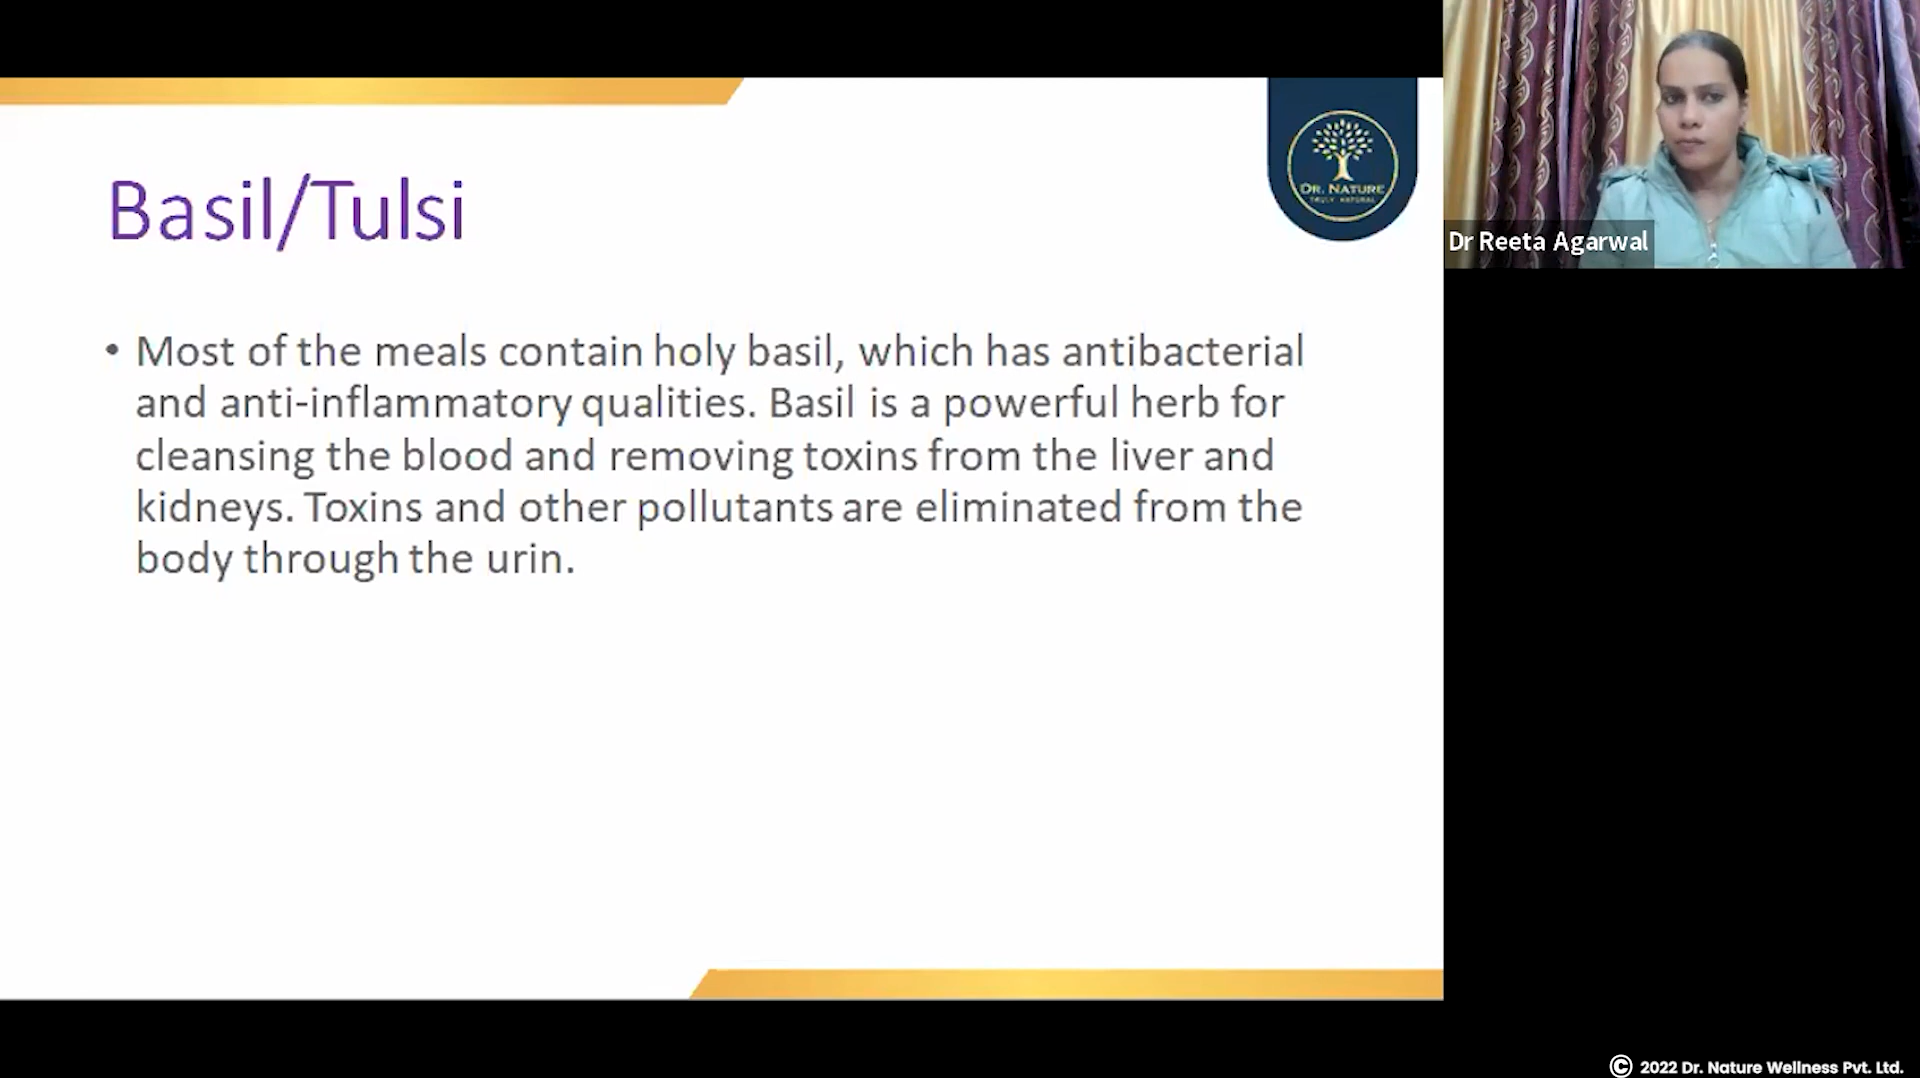 Basil/Tulsi
DR. NATURE
TRULY NATURAL
Dr Reeta Agarwal
• Most of the meals contain holy basil, which has antibacterial
and anti-inflammatory qualities. Basil is a powerful herb for
cleansing the blood and removing toxins from the liver and
kidneys. Toxins and other pollutants are eliminated from the
body through the urin.
© 2022 Dr. Nature Wellness Pvt. Ltd.